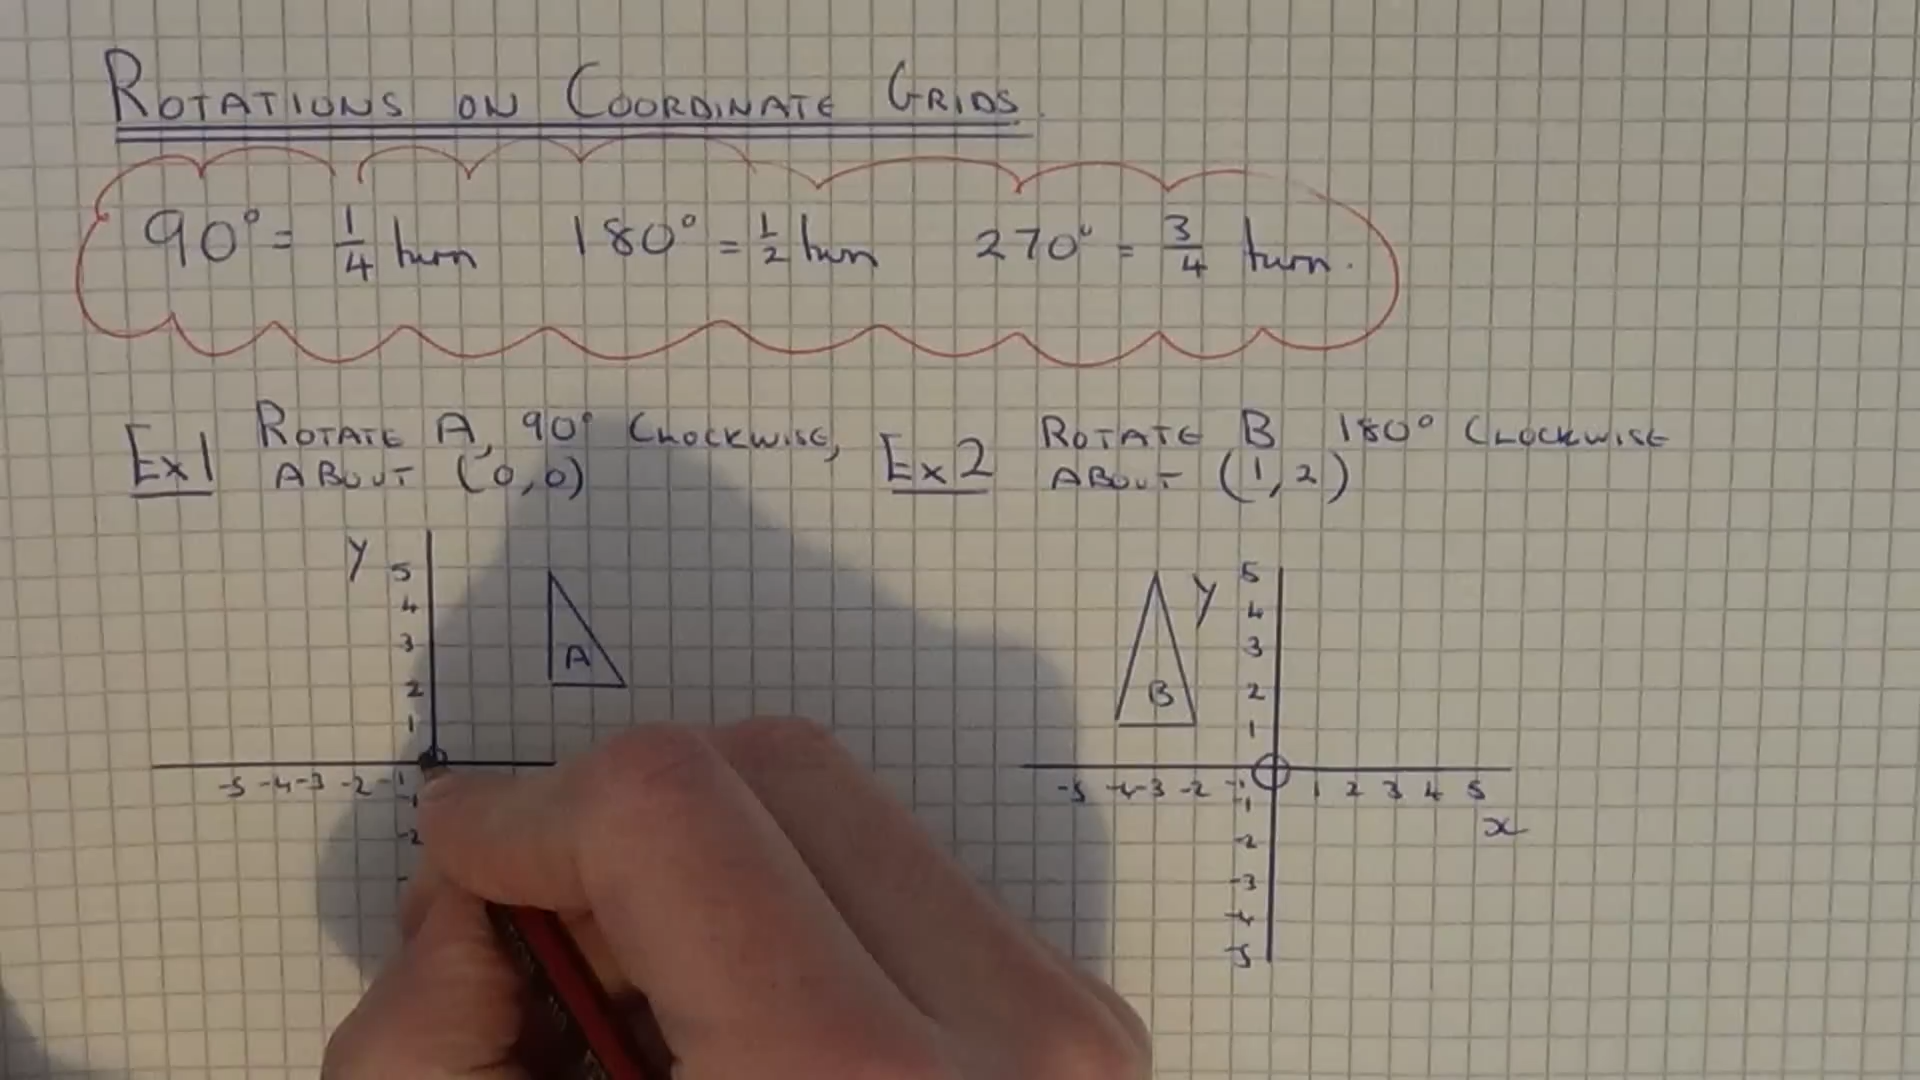 ROTATIONS ON COORDINATE GRIDS.
90° = 1/4 turn 180° = 1/2 turn 270° = 3/4 turn.
Ex1 ROTATE A, 90° CLOCKWISE,
ABOUT (0,0)
Ex2 ROTATE B 180° CLOCKWISE
ABOUT (1,2)
y
5
4
3
2
1
-5 -4 -3 -2 -1
-1
-2
A
B
y
5
4
3
2
1
-5 -4 -3 -2 -1 1 2 3 4 5
x
-1
-2
-3
-4
-5